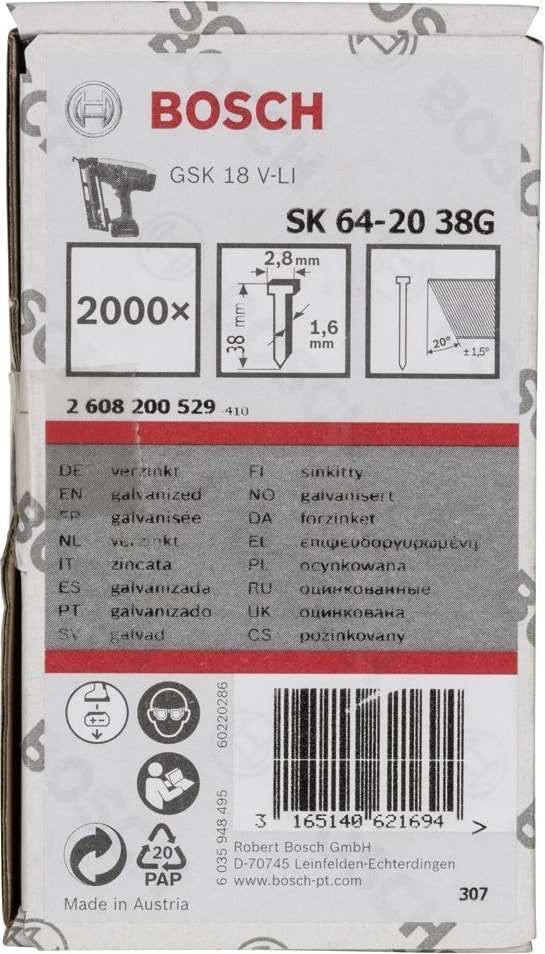 BOSCH
GSK 18 V-LI
SK 64-20 38G
2000×
2,8 mm
38 mm
1,6 mm
20°
± 1,5°
2 608 200 529 -410
DE verzinkt FI sinkitty
EN galvanized NO galvanisert
FR galvanisée DA forzinket
NL verzinkt EL επιψευδαργυρωμένη
IT zincata PL ocynkowana
ES galvanizada RU оцинкованные
PT galvanizado UK оцинкована
SV galvad CS pozinkovany
60220286
6 035 948 495
3 165140 621694 >
Robert Bosch GmbH
D-70745 Leinfelden-Echterdingen
www.bosch-pt.com
20
PAP
Made in Austria
307